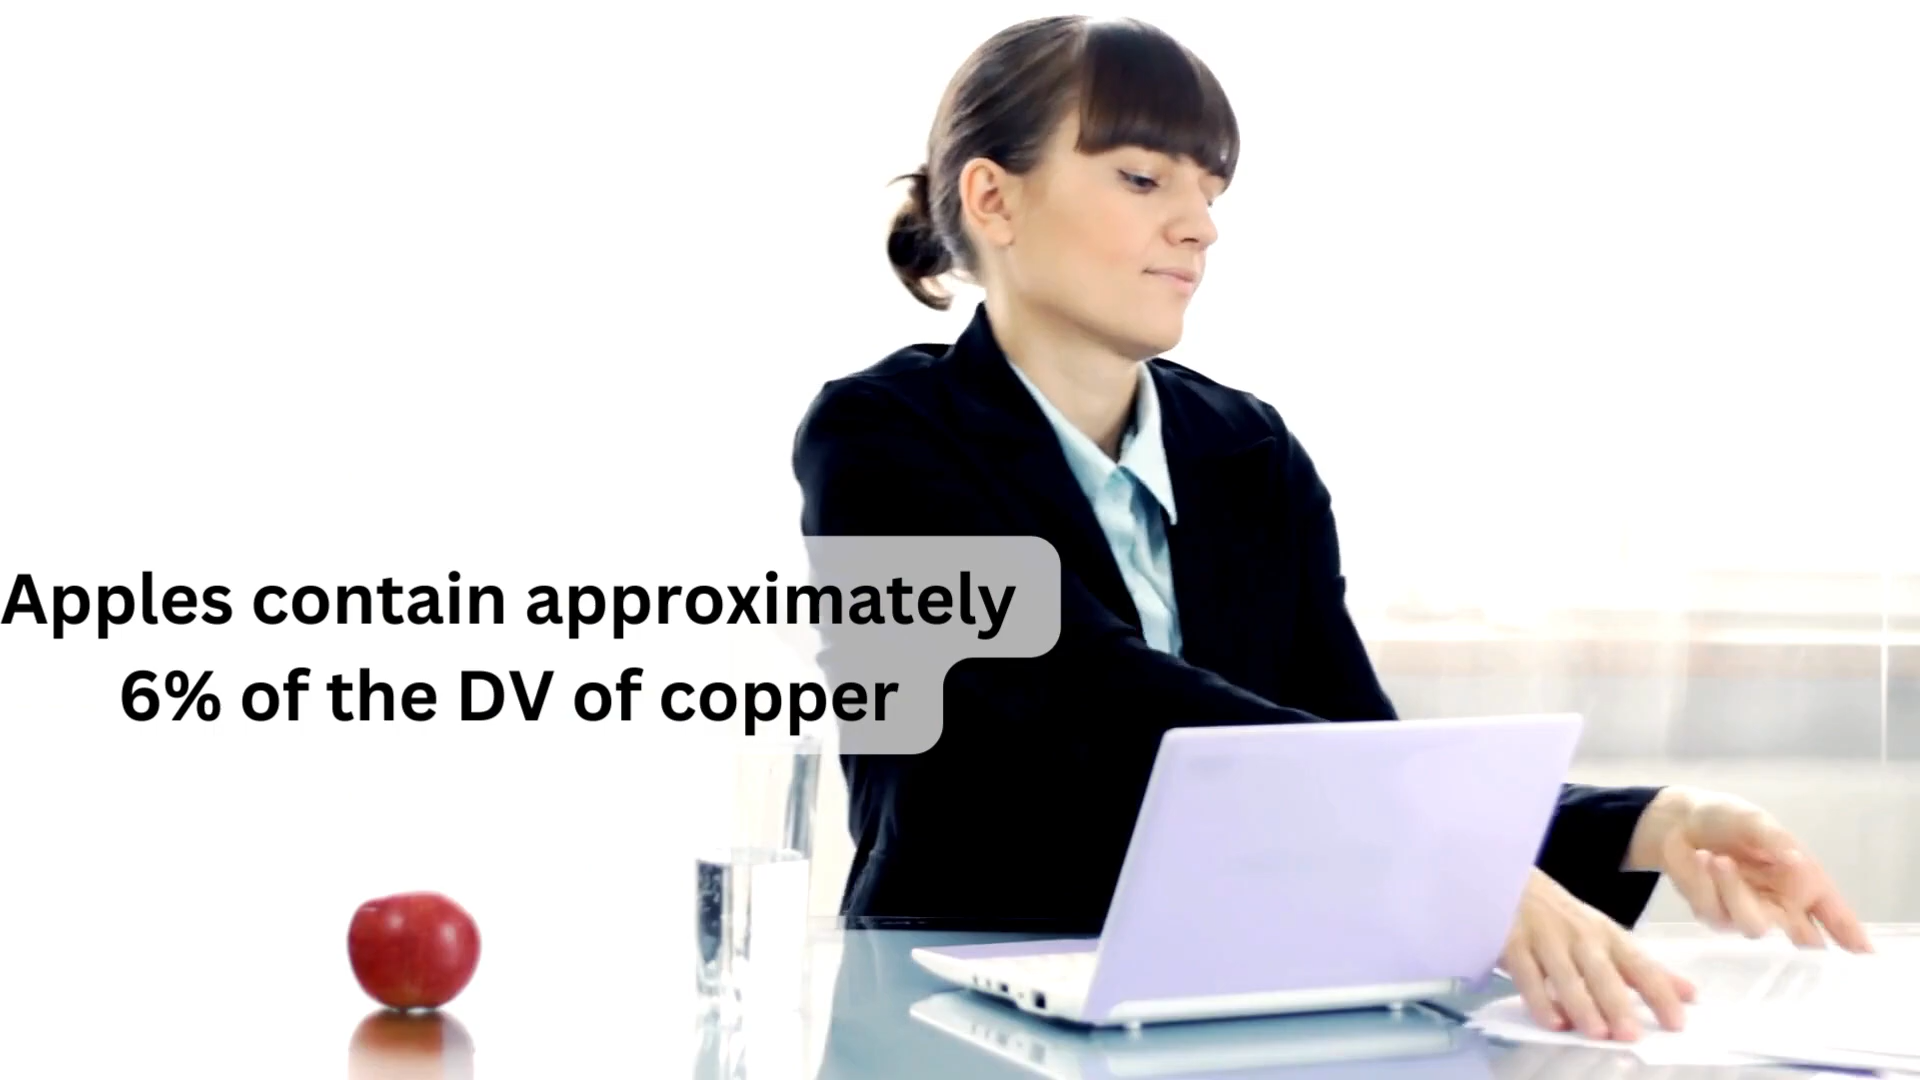 Apples contain approximately
6% of the DV of copper